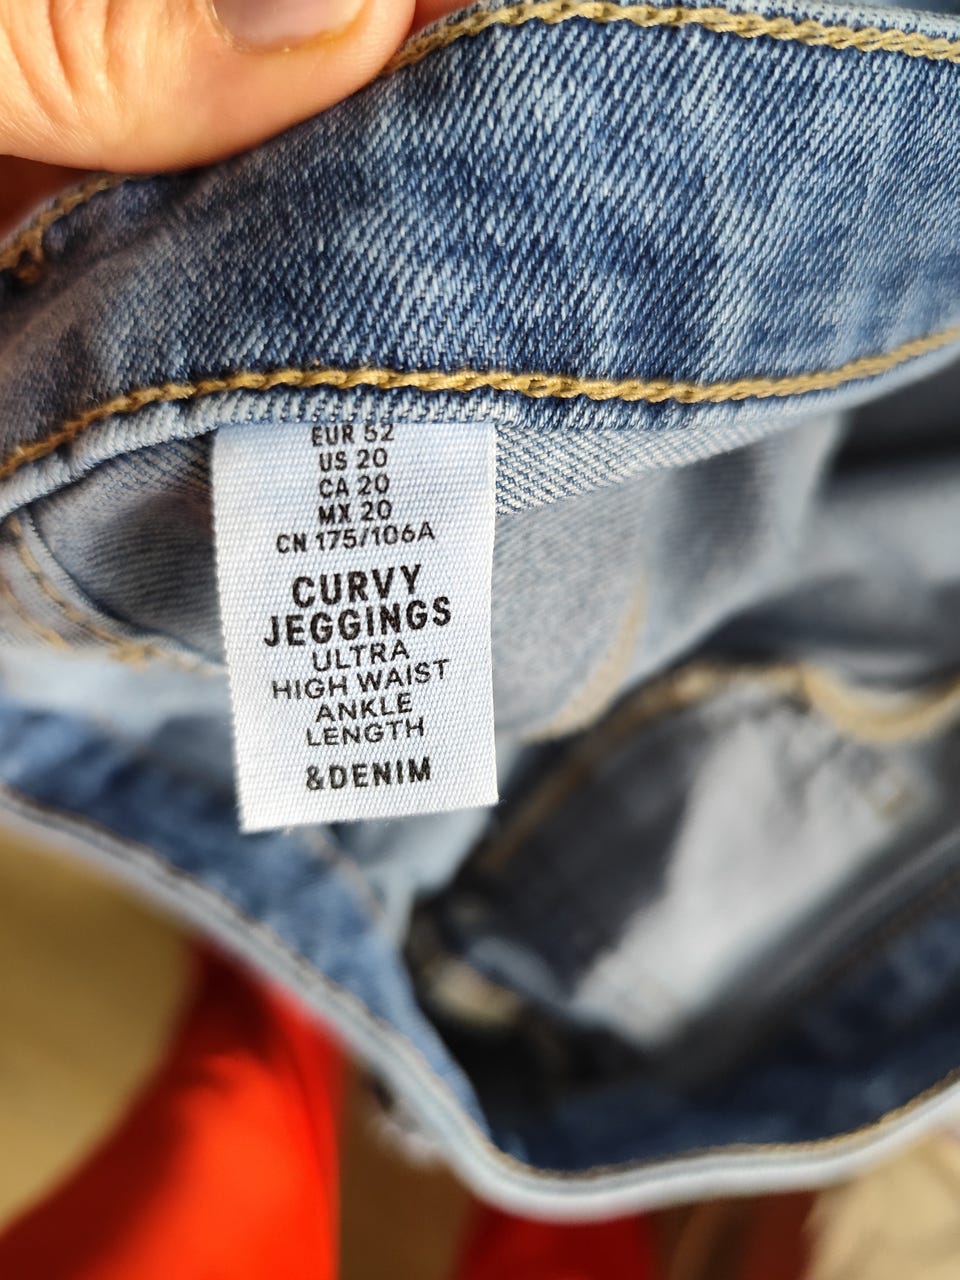 EUR 52
US 20
CA 20
MX 20
CN 175/106A
CURVY
JEGGINGS
ULTRA
HIGH WAIST
ANKLE
LENGTH
&DENIM